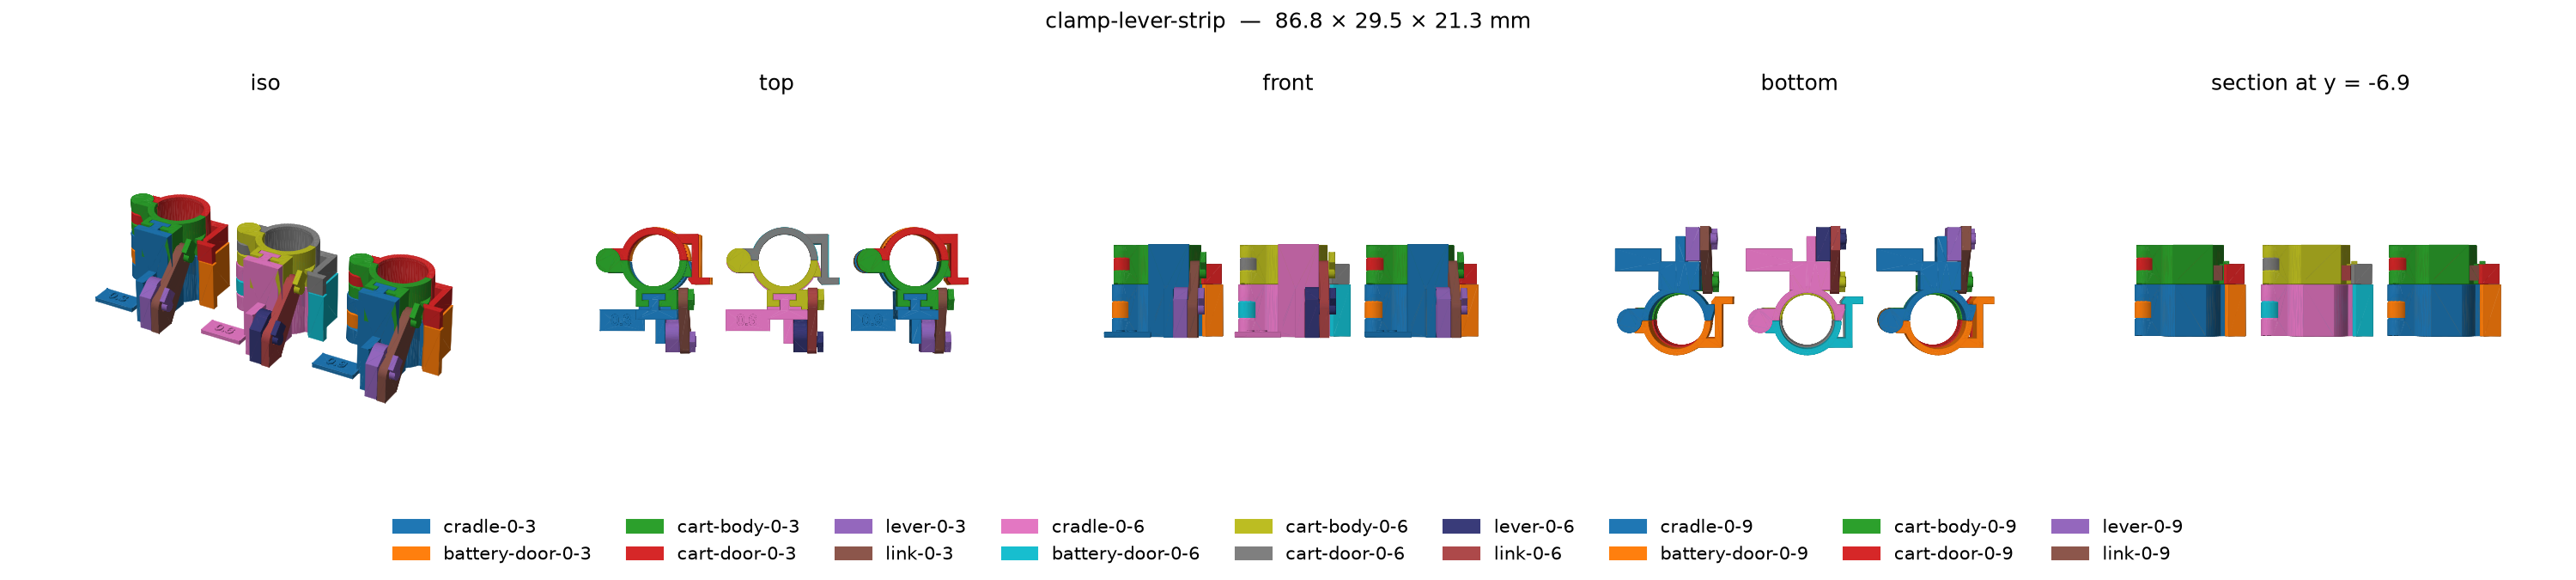 clamp-lever-strip — 86.8 × 29.5 × 21.3 mm
iso
top
front
bottom
section at y = -6.9
cradle-0-3
cart-body-0-3
lever-0-3
cradle-0-6
cart-body-0-6
lever-0-6
cradle-0-9
cart-body-0-9
lever-0-9
battery-door-0-3
cart-door-0-3
link-0-3
battery-door-0-6
cart-door-0-6
link-0-6
battery-door-0-9
cart-door-0-9
link-0-9